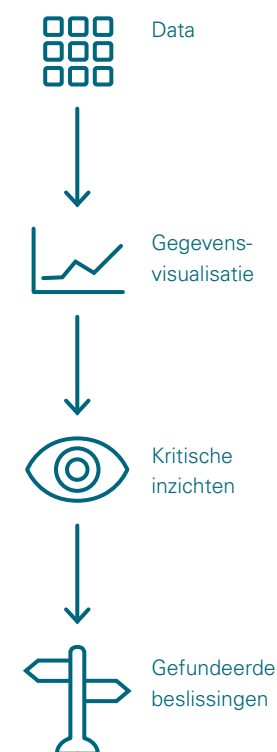 Data
Gegevens-
visualisatie
Kritische
inzichten
Gefundeerde
beslissingen